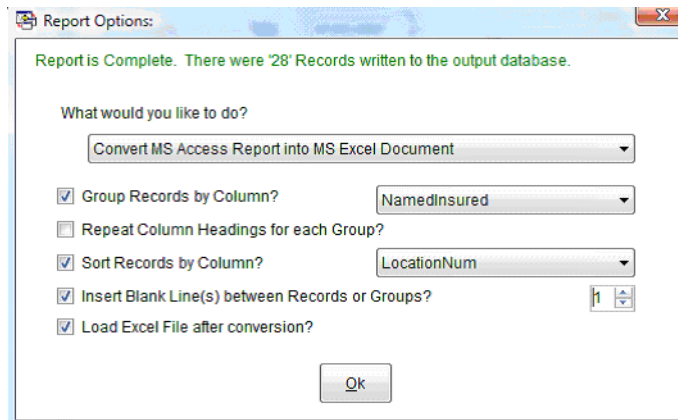 Report Options:
Report is Complete. There were '28' Records written to the output database.
What would you like to do?
Convert MS Access Report into MS Excel Document
Group Records by Column? NamedInsured
Repeat Column Headings for each Group?
Sort Records by Column? LocationNum
Insert Blank Line(s) between Records or Groups? 1
Load Excel File after conversion?
Ok